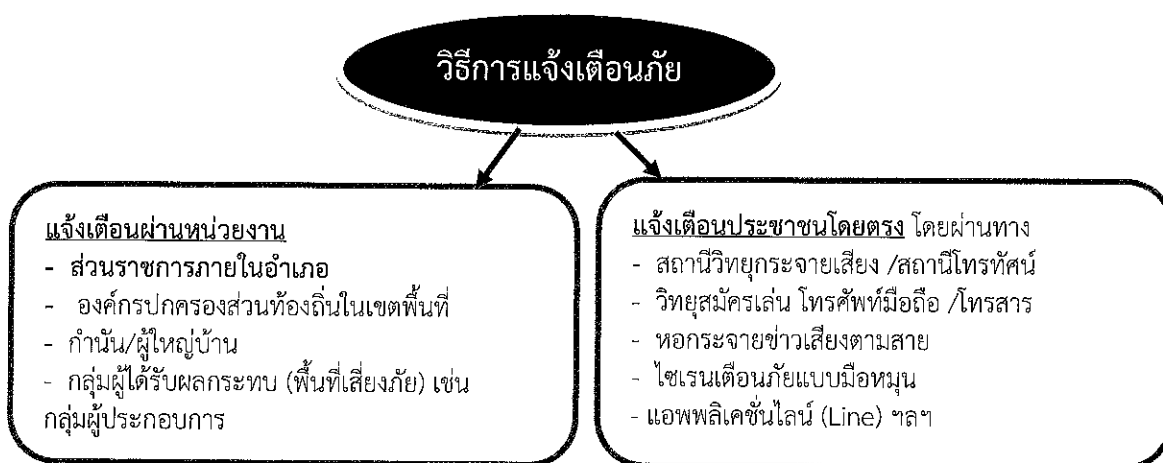 วิธีการแจ้งเตือนภัย
แจ้งเตือนผ่านหน่วยงาน
- ส่วนราชการภายในอำเภอ
- องค์กรปกครองส่วนท้องถิ่นในเขตพื้นที่
- กำนัน/ผู้ใหญ่บ้าน
- กลุ่มผู้ได้รับผลกระทบ (พื้นที่เสี่ยงภัย) เช่น
กลุ่มผู้ประกอบการ
แจ้งเตือนประชาชนโดยตรง โดยผ่านทาง
- สถานีวิทยุกระจายเสียง /สถานีโทรทัศน์
- วิทยุสมัครเล่น โทรศัพท์มือถือ /โทรสาร
- หอกระจายข่าวเสียงตามสาย
- ไซเรนเตือนภัยแบบมือหมุน
- แอพพลิเคชั่นไลน์ (Line) ฯลฯ